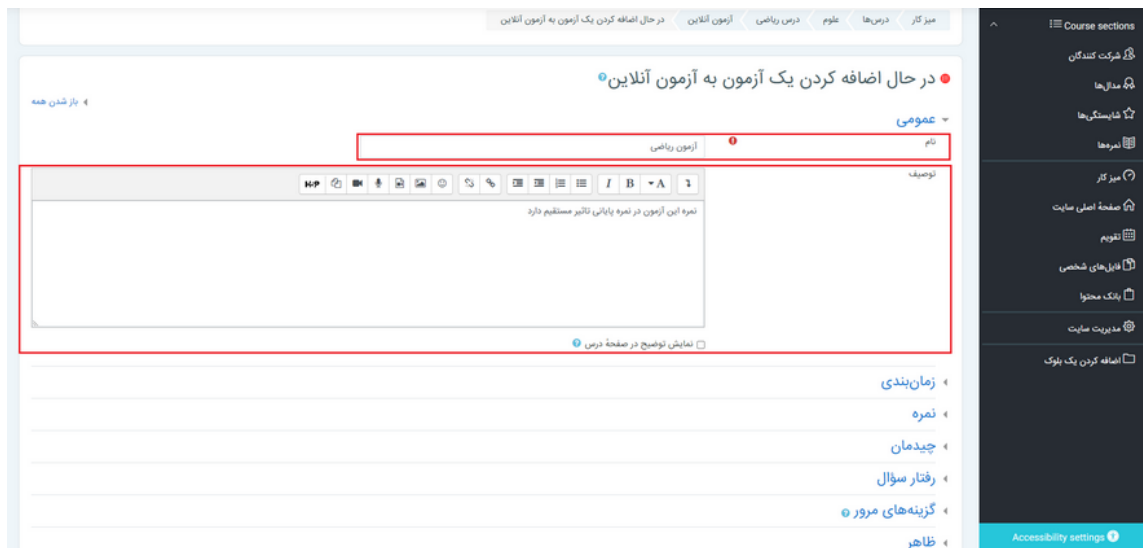 Course sections
شرکت کنندگان
مدال‌ها
شایستگی‌ها
نمره‌ها
میز کار
صفحهٔ اصلی سایت
تقویم
فایل‌های شخصی
بانک محتوا
مدیریت سایت
اضافه کردن یک بلوک
Accessibility settings
میز کار
درس‌ها
علوم
درس ریاضی
آزمون آنلاین
در حال اضافه کردن یک آزمون به آزمون آنلاین
در حال اضافه کردن یک آزمون به آزمون آنلاین
باز شدن همه
عمومی
نام
آزمون ریاضی
توصیف
A B I H-P
نمره این آزمون در نمره پایانی تاثیر مستقیم دارد
نمایش توضیح در صفحهٔ درس
زمان‌بندی
نمره
چیدمان
رفتار سؤال
گزینه‌های مرور
ظاهر